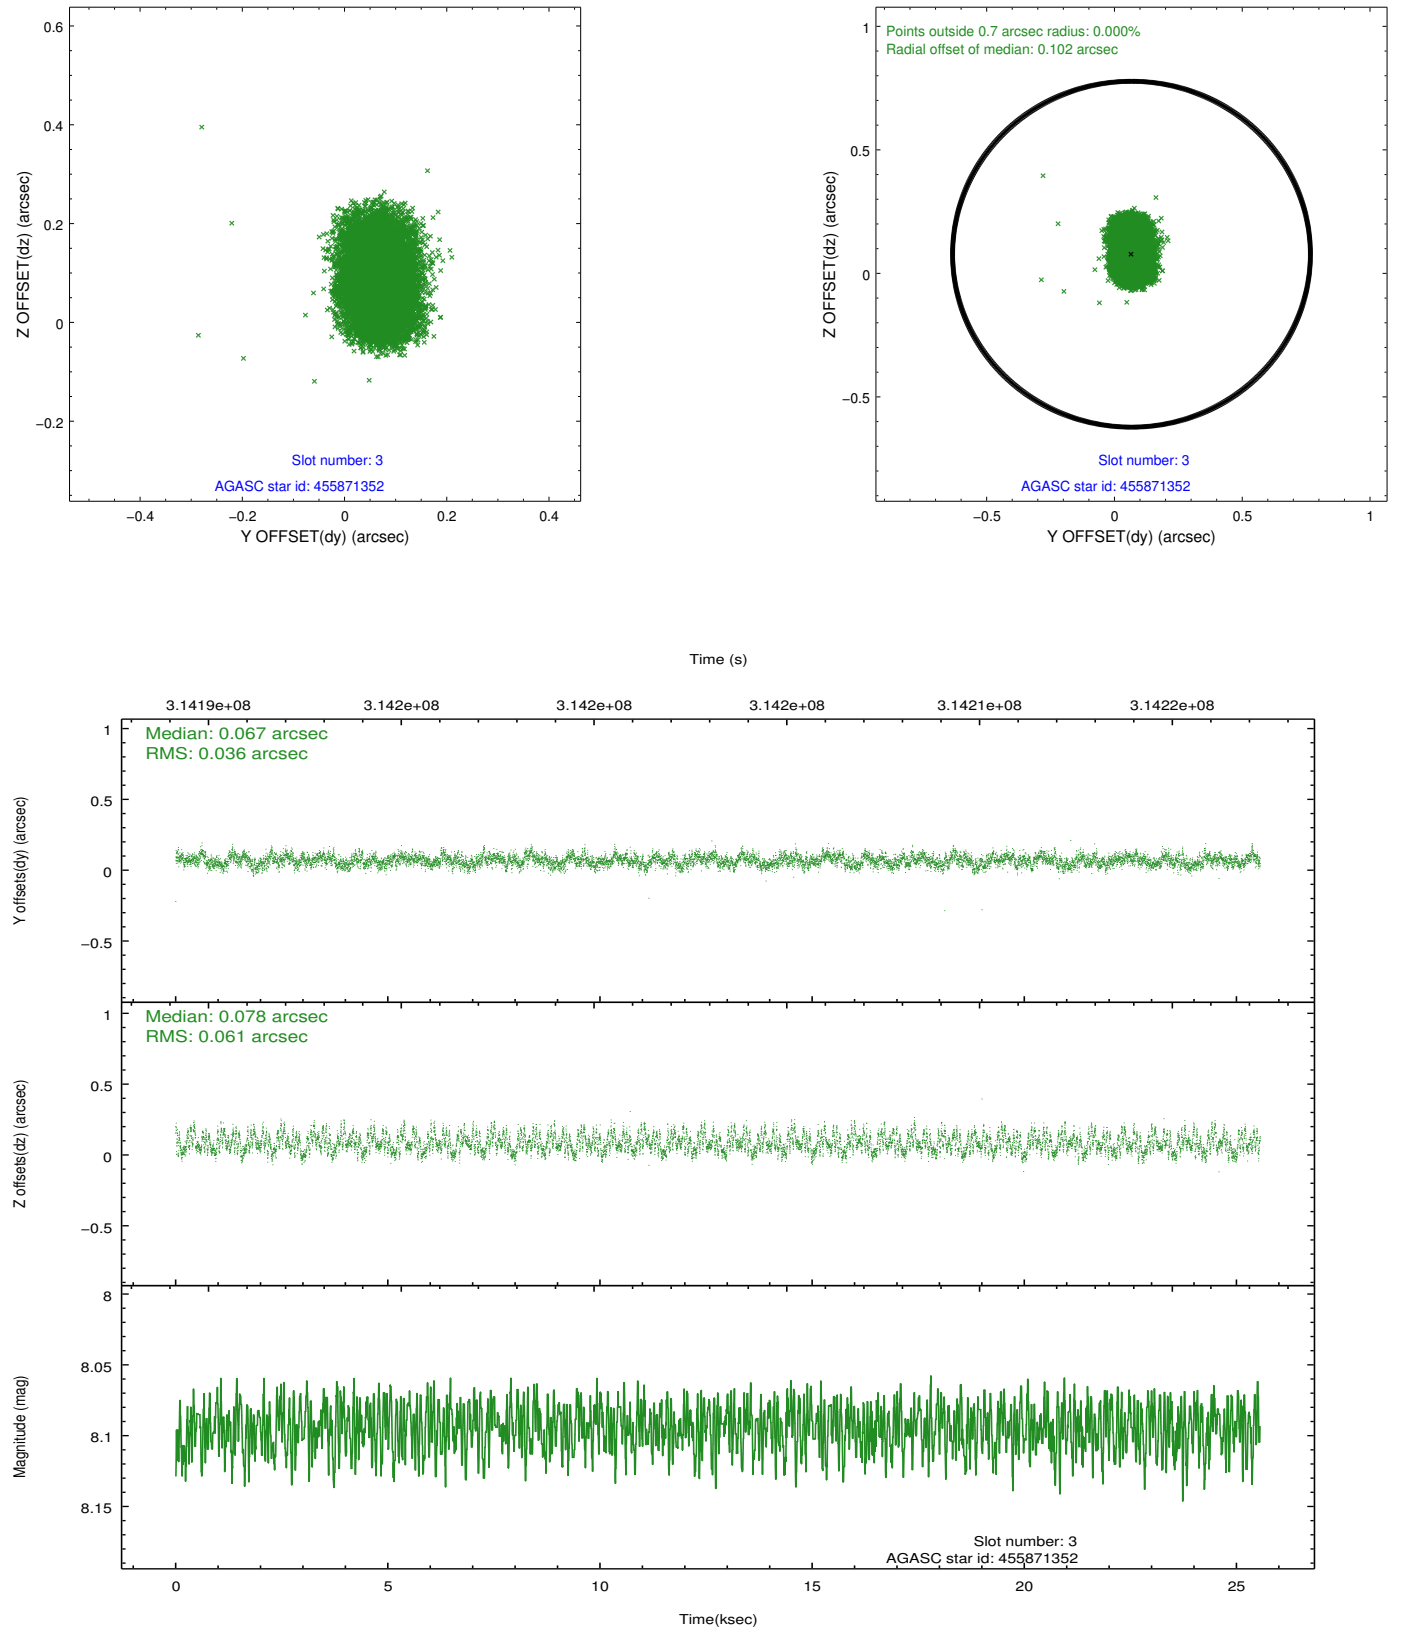 0.6
0.4
0.2
0
−0.2
Z OFFSET(dz) (arcsec)
Slot number: 3
AGASC star id: 455871352
−0.4
−0.2
0
0.2
0.4
Y OFFSET(dy) (arcsec)
Points outside 0.7 arcsec radius: 0.000%
Radial offset of median: 0.102 arcsec
1
0.5
0
−0.5
Z OFFSET(dz) (arcsec)
Slot number: 3
AGASC star id: 455871352
−0.5
0
0.5
1
Y OFFSET(dy) (arcsec)
Time (s)
3.1419e+08
3.142e+08
3.142e+08
3.142e+08
3.1421e+08
3.1422e+08
Median: 0.067 arcsec
RMS: 0.036 arcsec
1
0.5
0
−0.5
Y offsets(dy) (arcsec)
Median: 0.078 arcsec
RMS: 0.061 arcsec
1
0.5
0
−0.5
Z offsets(dz) (arcsec)
8
8.05
8.1
8.15
Magnitude (mag)
Slot number: 3
AGASC star id: 455871352
0
5
10
15
20
25
Time(ksec)